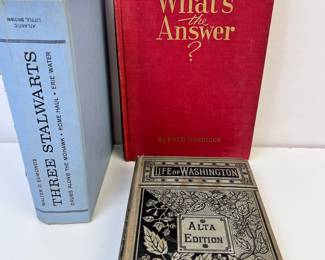 ATLANTIC
LITTLE, BROWN
THREE STALWARTS
DRUMS ALONG THE MOHAWK • ROME HAUL • ERIE WATER
WALTER D. EDMONDS
What's
the
Answer
?
By FRED GARRIGUS
LIFE OF WASHINGTON
ALTA
EDITION